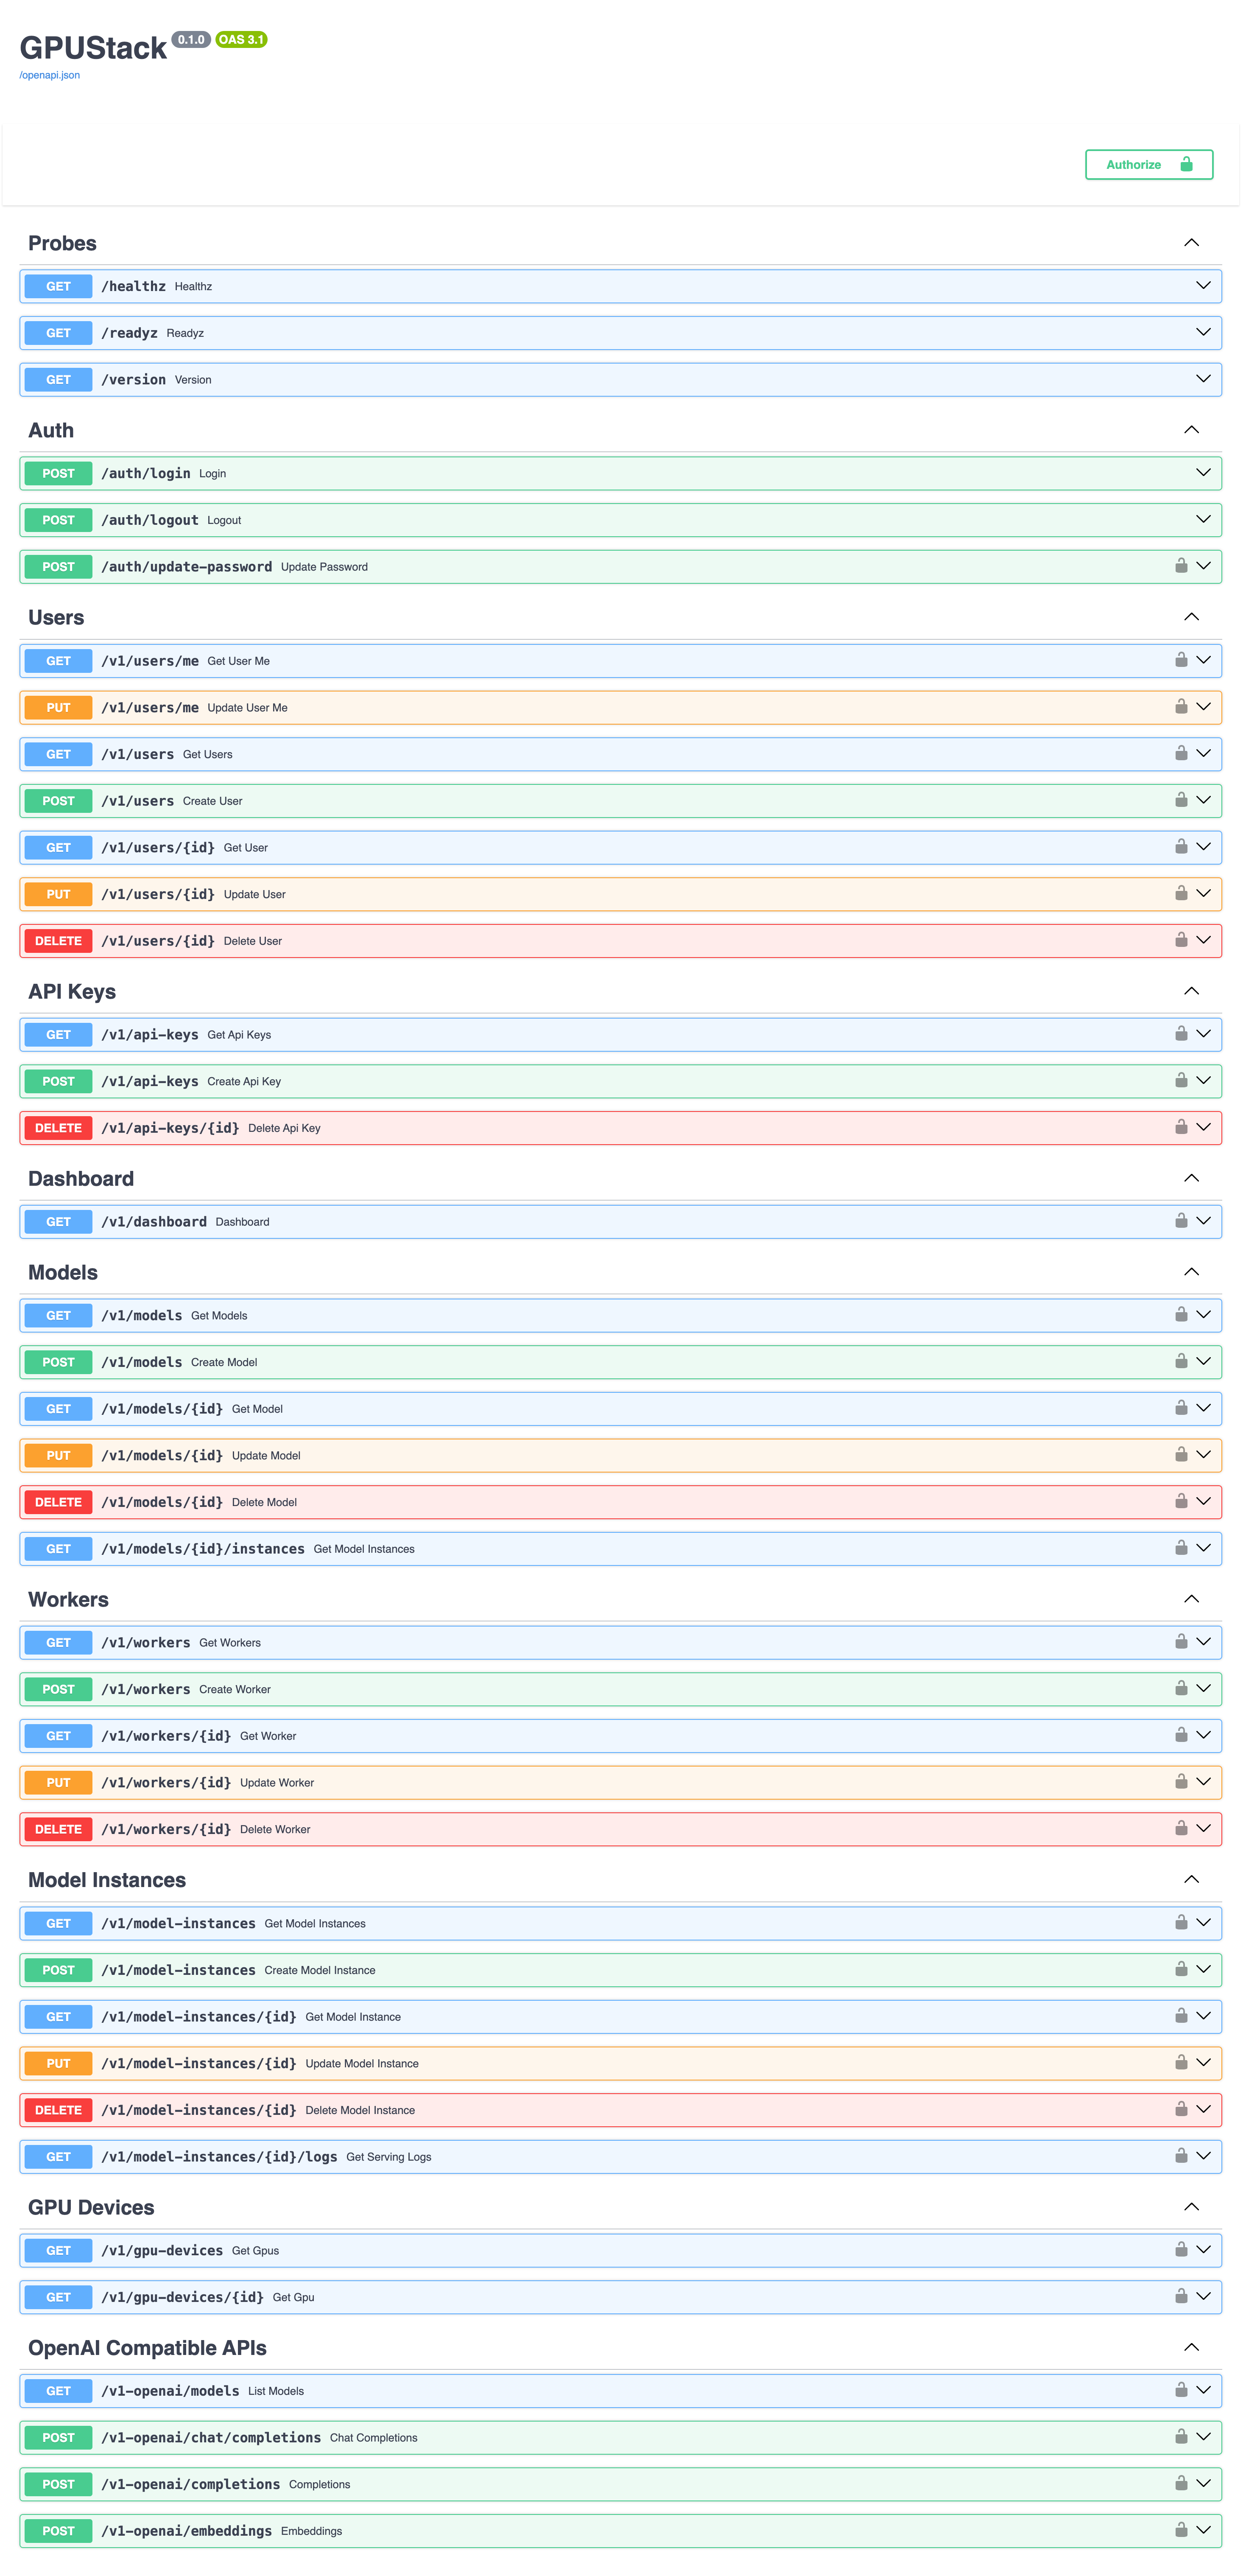 GPUStack 0.1.0 OAS 3.1
/openapi.json
Authorize
Probes
GET /healthz Healthz
GET /readyz Readyz
GET /version Version
Auth
POST /auth/login Login
POST /auth/logout Logout
POST /auth/update-password Update Password
Users
GET /v1/users/me Get User Me
PUT /v1/users/me Update User Me
GET /v1/users Get Users
POST /v1/users Create User
GET /v1/users/{id} Get User
PUT /v1/users/{id} Update User
DELETE /v1/users/{id} Delete User
API Keys
GET /v1/api-keys Get Api Keys
POST /v1/api-keys Create Api Key
DELETE /v1/api-keys/{id} Delete Api Key
Dashboard
GET /v1/dashboard Dashboard
Models
GET /v1/models Get Models
POST /v1/models Create Model
GET /v1/models/{id} Get Model
PUT /v1/models/{id} Update Model
DELETE /v1/models/{id} Delete Model
GET /v1/models/{id}/instances Get Model Instances
Workers
GET /v1/workers Get Workers
POST /v1/workers Create Worker
GET /v1/workers/{id} Get Worker
PUT /v1/workers/{id} Update Worker
DELETE /v1/workers/{id} Delete Worker
Model Instances
GET /v1/model-instances Get Model Instances
POST /v1/model-instances Create Model Instance
GET /v1/model-instances/{id} Get Model Instance
PUT /v1/model-instances/{id} Update Model Instance
DELETE /v1/model-instances/{id} Delete Model Instance
GET /v1/model-instances/{id}/logs Get Serving Logs
GPU Devices
GET /v1/gpu-devices Get Gpus
GET /v1/gpu-devices/{id} Get Gpu
OpenAI Compatible APIs
GET /v1-openai/models List Models
POST /v1-openai/chat/completions Chat Completions
POST /v1-openai/completions Completions
POST /v1-openai/embeddings Embeddings